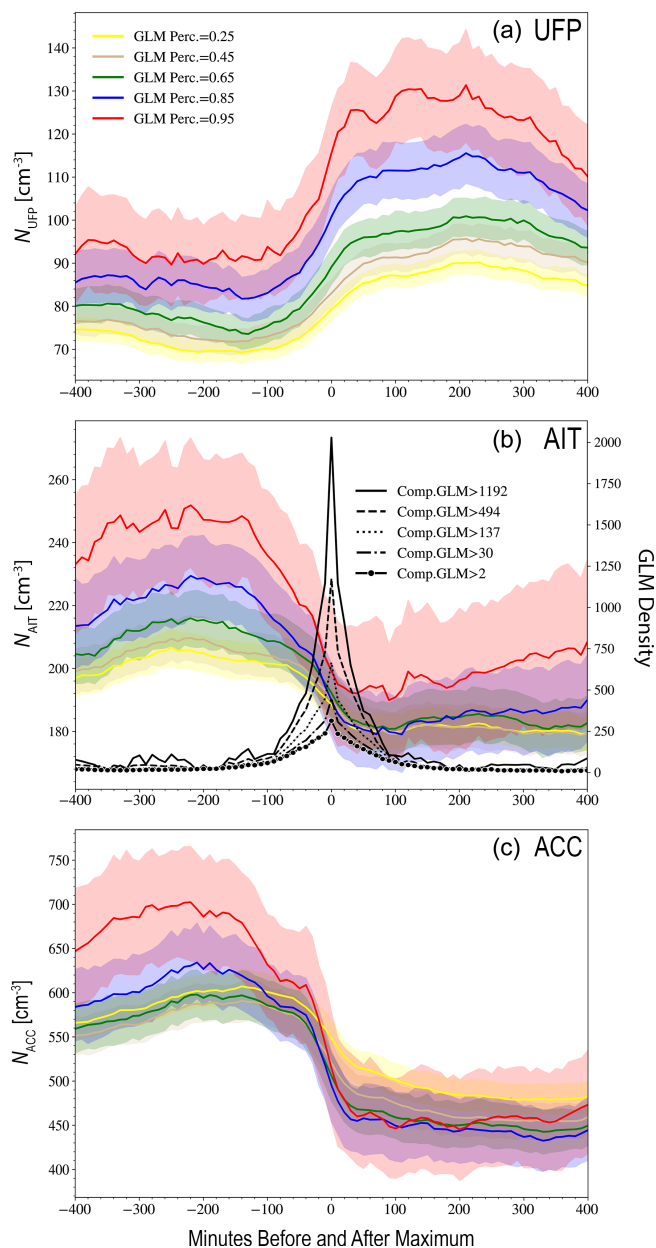 (a) UFP
GLM Perc.=0.25
GLM Perc.=0.45
GLM Perc.=0.65
GLM Perc.=0.85
GLM Perc.=0.95
140
130
120
110
100
90
80
70
N_UFP [cm⁻³]
−400 −300 −200 −100 0 100 200 300 400
(b) AIT
Comp.GLM>1192
Comp.GLM>494
Comp.GLM>137
Comp.GLM>30
Comp.GLM>2
260
240
220
200
180
N_AIT [cm⁻³]
2000
1750
1500
1250
1000
750
500
250
0
GLM Density
−400 −300 −200 −100 0 100 200 300 400
(c) ACC
750
700
650
600
550
500
450
400
N_ACC [cm⁻³]
−400 −300 −200 −100 0 100 200 300 400
Minutes Before and After Maximum